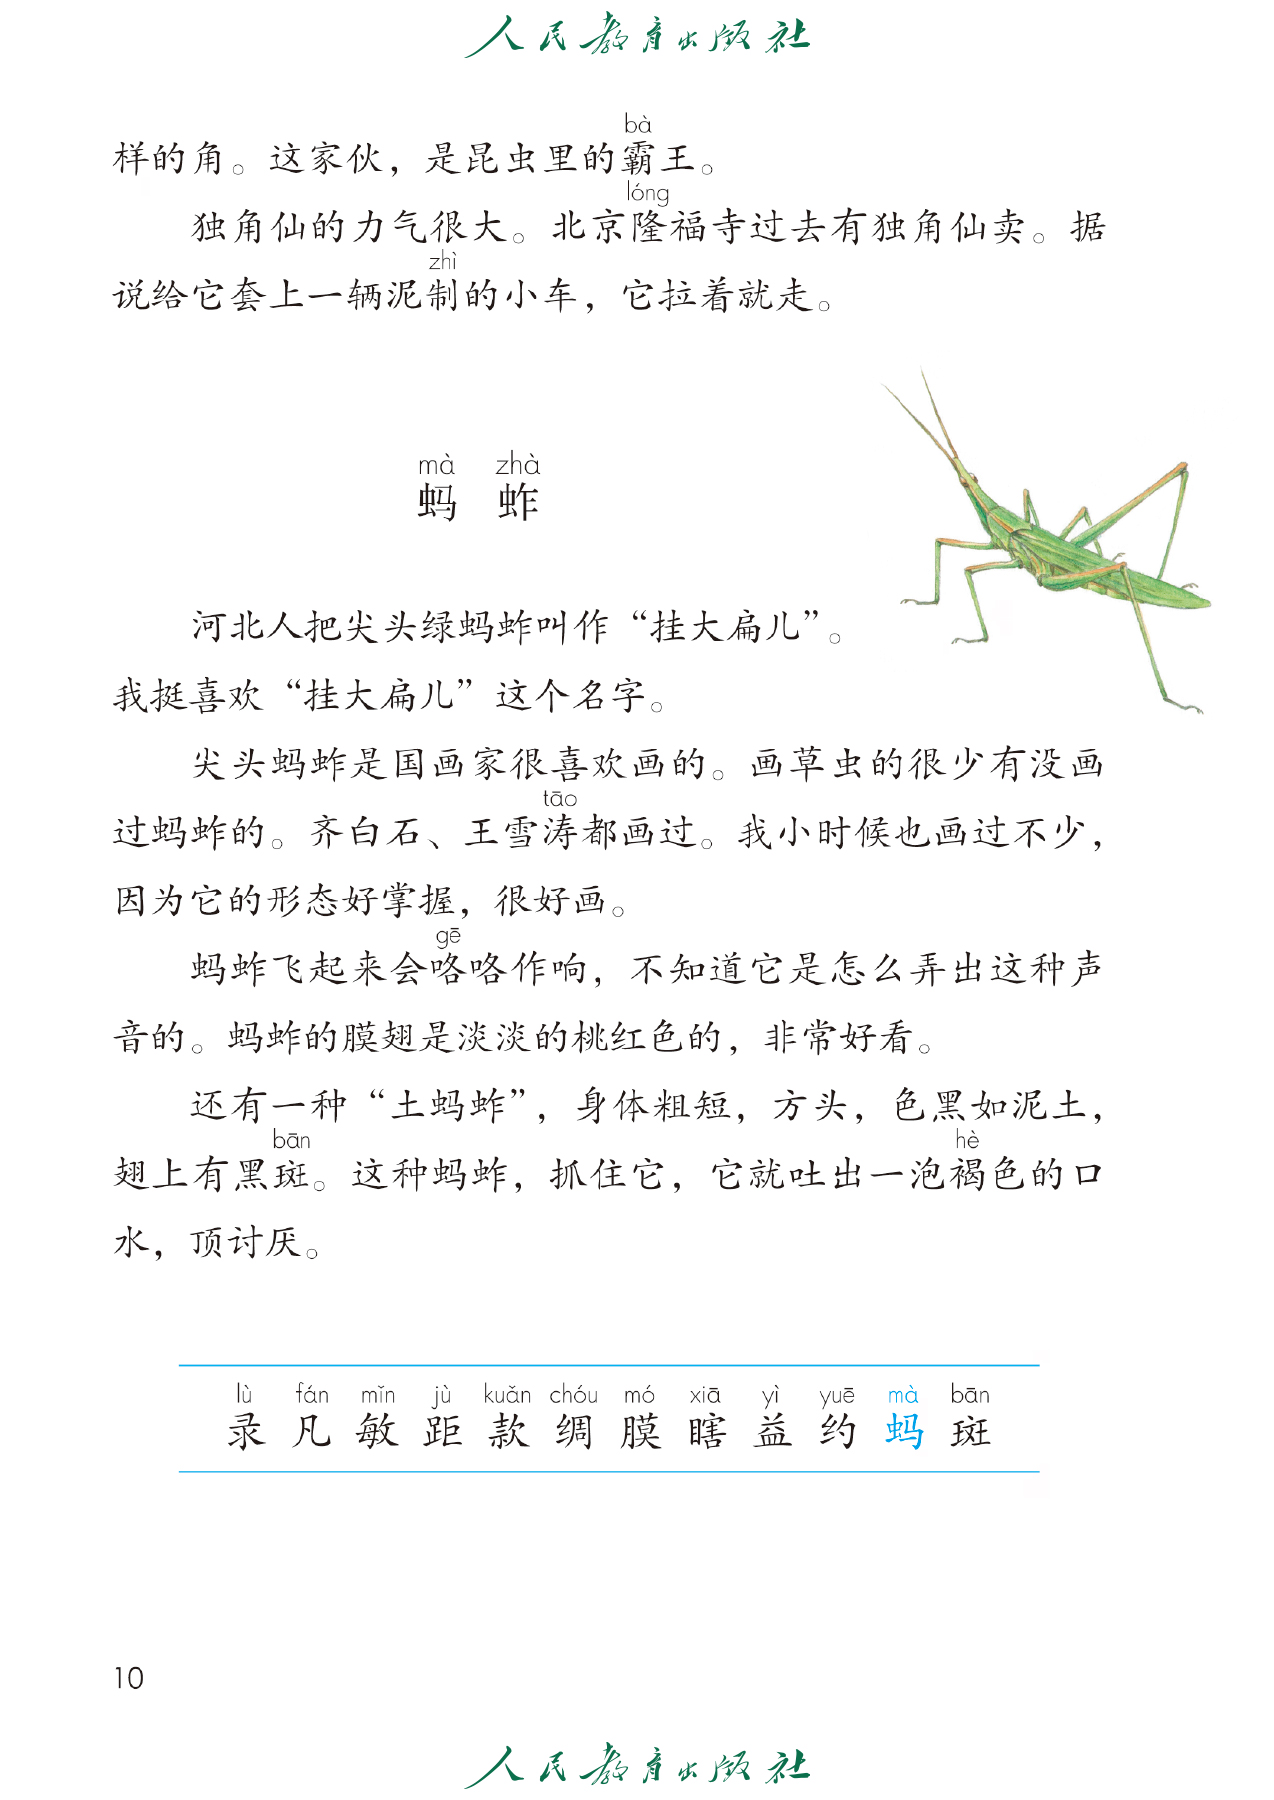 人民教育出版社
bà
样的角。这家伙，是昆虫里的霸王。
lóng
独角仙的力气很大。北京隆福寺过去有独角仙卖。据
zhì
说给它套上一辆泥制的小车，它拉着就走。
mà zhà
蚂 蚱
河北人把尖头绿蚂蚱叫作“挂大扁儿”。
我挺喜欢“挂大扁儿”这个名字。
尖头蚂蚱是国画家很喜欢画的。画草虫的很少有没画
tāo
过蚂蚱的。齐白石、王雪涛都画过。我小时候也画过不少，
因为它的形态好掌握，很好画。
gē
蚂蚱飞起来会咯咯作响，不知道它是怎么弄出这种声
音的。蚂蚱的膜翅是淡淡的桃红色的，非常好看。
还有一种“土蚂蚱”，身体粗短，方头，色黑如泥土，
bān hè
翅上有黑斑。这种蚂蚱，抓住它，它就吐出一泡褐色的口
水，顶讨厌。
lù fán mǐn jù kuǎn chóu mó xiā yì yuē mà bān
录 凡 敏 距 款 绸 膜 瞎 益 约 蚂 斑
10
人民教育出版社